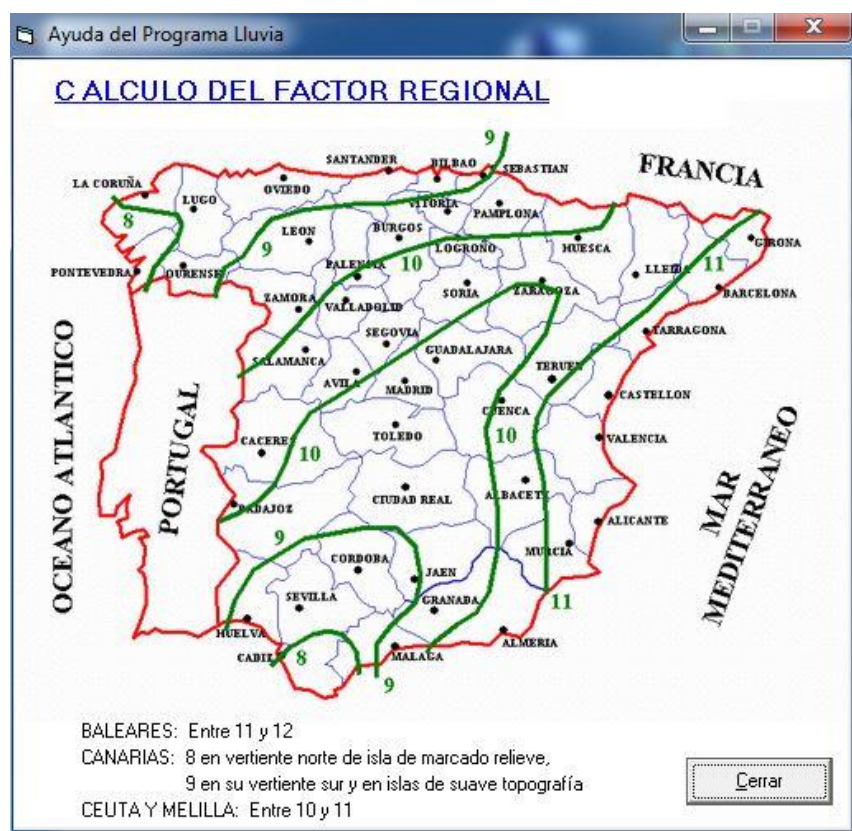 Ayuda del Programa Lluvia
C ALCULO DEL FACTOR REGIONAL
9
SANTANDER
BILBAO
SEBASTIAN
FRANCIA
LA CORUÑA
LUGO
OVIEDO
8
VITORIA
PAMPLONA
9
LEON
BURGOS
LOGROÑO
HUESCA
GIRONA
PONTEVEDRA
OURENSE
PALENCIA
10
LLEIDA
11
ZAMORA
VALLADOLID
SORIA
ZARAGOZA
BARCELONA
SEGOVIA
TARRAGONA
SALAMANCA
GUADALAJARA
AVILA
MADRID
TERUEL
CASTELLON
CUENCA
OCEANO ATLANTICO
PORTUGAL
CACERES
10
TOLEDO
10
VALENCIA
MAR
MEDITERRANEO
BADAJOZ
CIUDAD REAL
ALBACETE
ALICANTE
9
CORDOBA
MURCIA
JAEN
SEVILLA
GRANADA
11
HUELVA
CADIZ
8
MALAGA
ALMERIA
9
BALEARES: Entre 11 y 12
CANARIAS: 8 en vertiente norte de isla de marcado relieve,
9 en su vertiente sur y en islas de suave topografía
Cerrar
CEUTA Y MELILLA: Entre 10 y 11